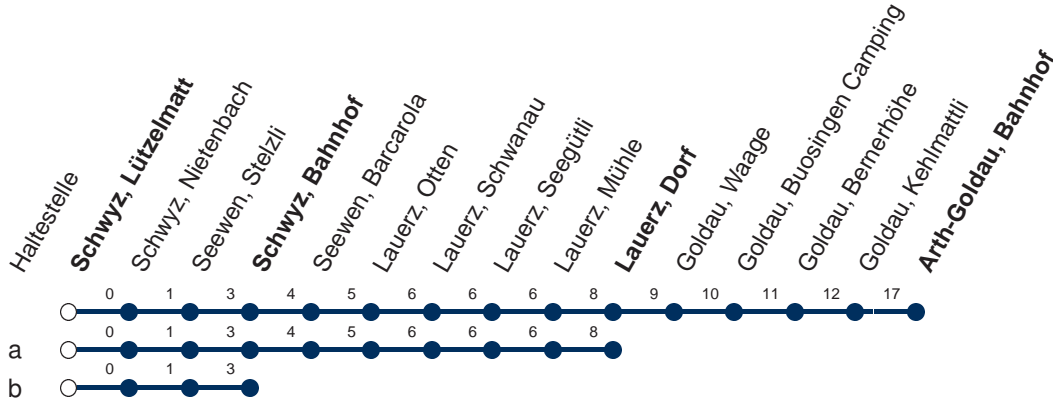 Haltestelle
Schwyz, Lützelmatt
Schwyz, Nietenbach
Seewen, Stelzli
Schwyz, Bahnhof
Seewen, Barcarola
Lauerz, Otten
Lauerz, Schwanau
Lauerz, Seegütli
Lauerz, Mühle
Lauerz, Dorf
Goldau, Waage
Goldau, Buosingen Camping
Goldau, Bernerhöhe
Goldau, Kehlmattli
Arth-Goldau, Bahnhof
0 1 3 4 5 6 6 6 8 9 10 11 12 17
a 0 1 3 4 5 6 6 6 8
b 0 1 3